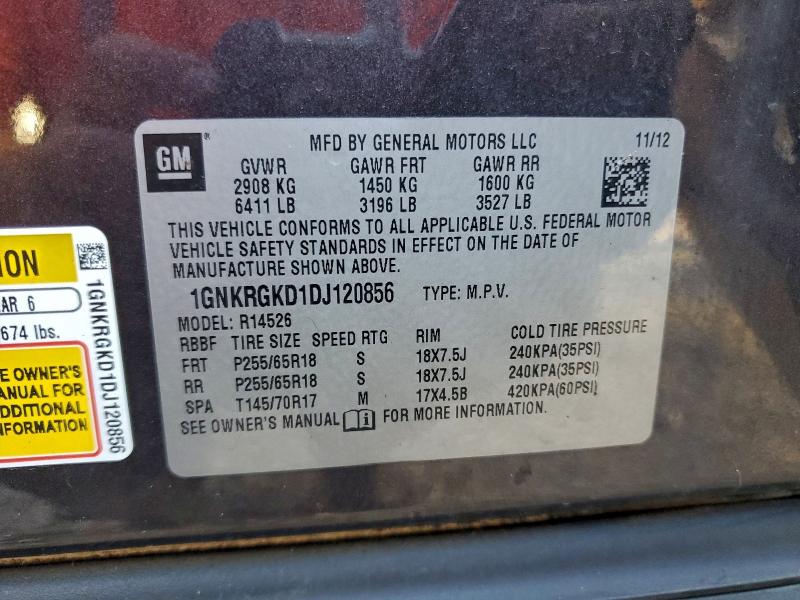 GM ®
MFD BY GENERAL MOTORS LLC 11/12
GVWR GAWR FRT GAWR RR
2908 KG 1450 KG 1600 KG
6411 LB 3196 LB 3527 LB
THIS VEHICLE CONFORMS TO ALL APPLICABLE U.S. FEDERAL MOTOR
VEHICLE SAFETY STANDARDS IN EFFECT ON THE DATE OF
MANUFACTURE SHOWN ABOVE.
1GNKRGKD1DJ120856 TYPE: M.P.V.
MODEL: R14526
RBBF TIRE SIZE SPEED RTG RIM COLD TIRE PRESSURE
FRT P255/65R18 S 18X7.5J 240KPA(35PSI)
RR P255/65R18 S 18X7.5J 240KPA(35PSI)
SPA T145/70R17 M 17X4.5B 420KPA(60PSI)
SEE OWNER'S MANUAL FOR MORE INFORMATION.
ION
AR 6
674 lbs.
E OWNER'S
ANUAL FOR
DDITIONAL
NFORMATION
1GNKRGKD1DJ120856